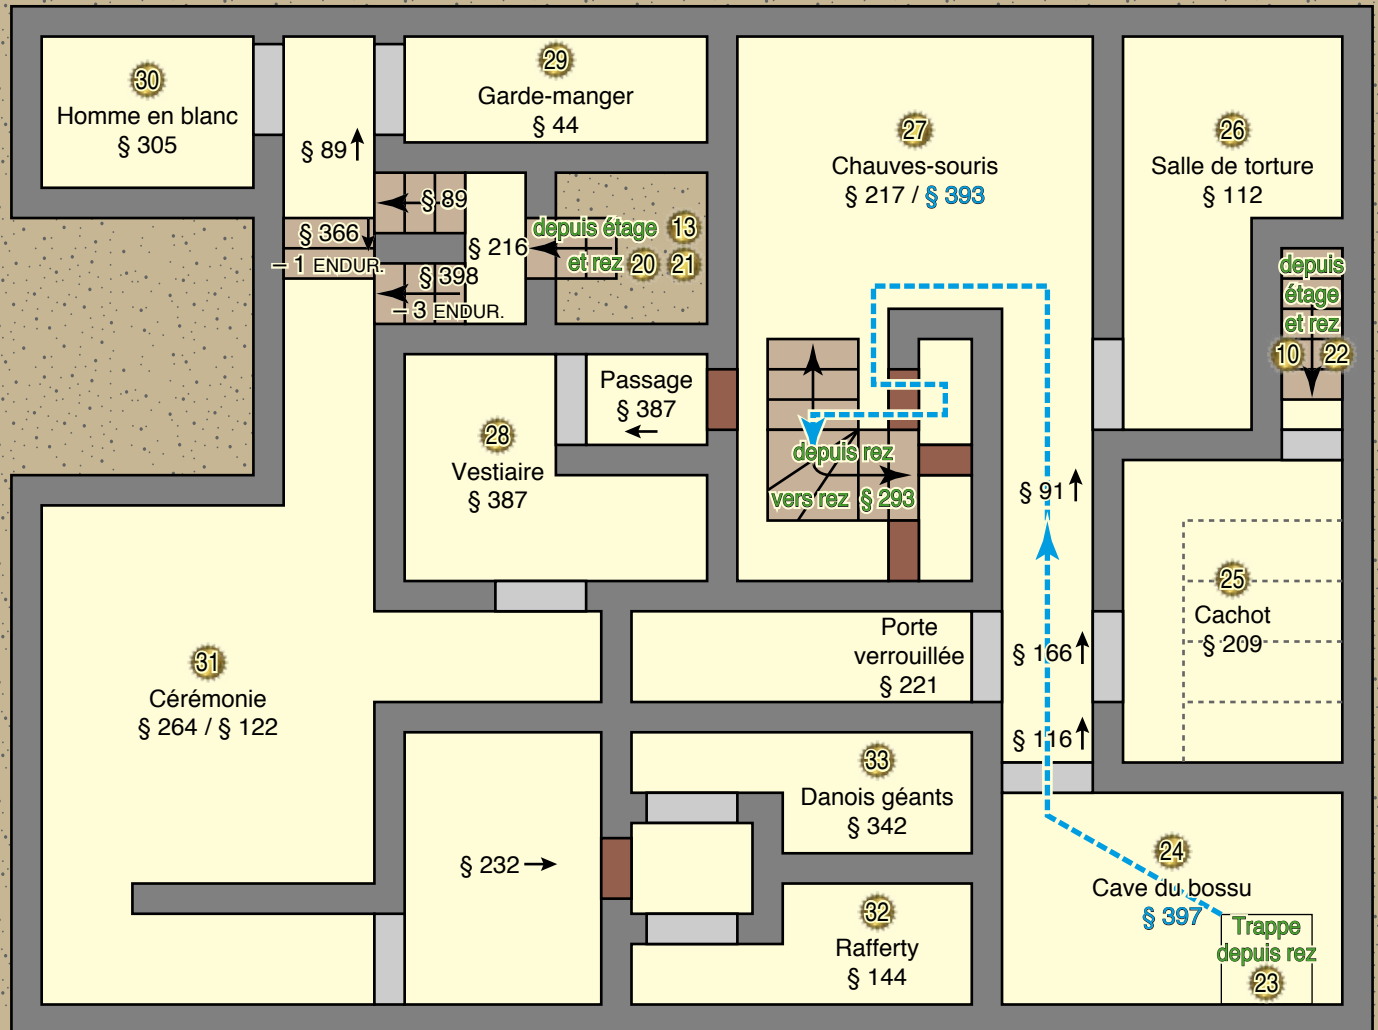 30
Homme en blanc
§ 305
§ 89
29
Garde-manger
§ 44
27
Chauves-souris
§ 217 / § 393
26
Salle de torture
§ 112
§ 89
§ 366
– 1 ENDUR.
§ 216
§ 398
– 3 ENDUR.
depuis étage
et rez
13
20
21
depuis
étage
et rez
10
22
Passage
§ 387
28
Vestiaire
§ 387
depuis rez
vers rez
§ 293
§ 91
25
Cachot
§ 209
31
Cérémonie
§ 264 / § 122
Porte
verrouillée
§ 221
§ 166
§ 116
33
Danois géants
§ 342
§ 232
24
Cave du bossu
§ 397
32
Rafferty
§ 144
Trappe
depuis rez
23